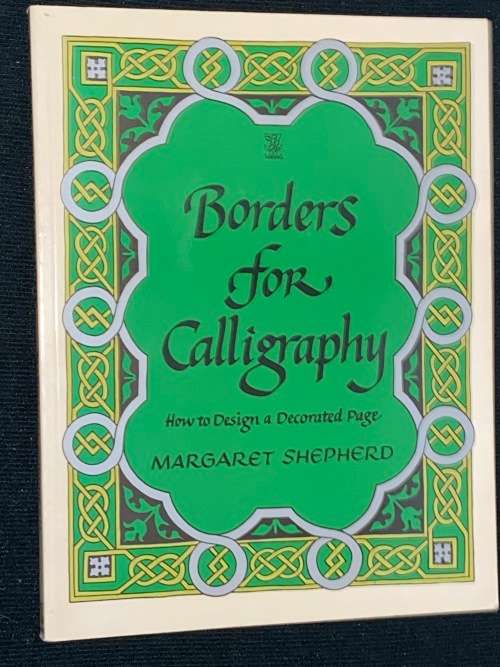 Borders
for
Calligraphy
How to Design a Decorated Page
MARGARET SHEPHERD